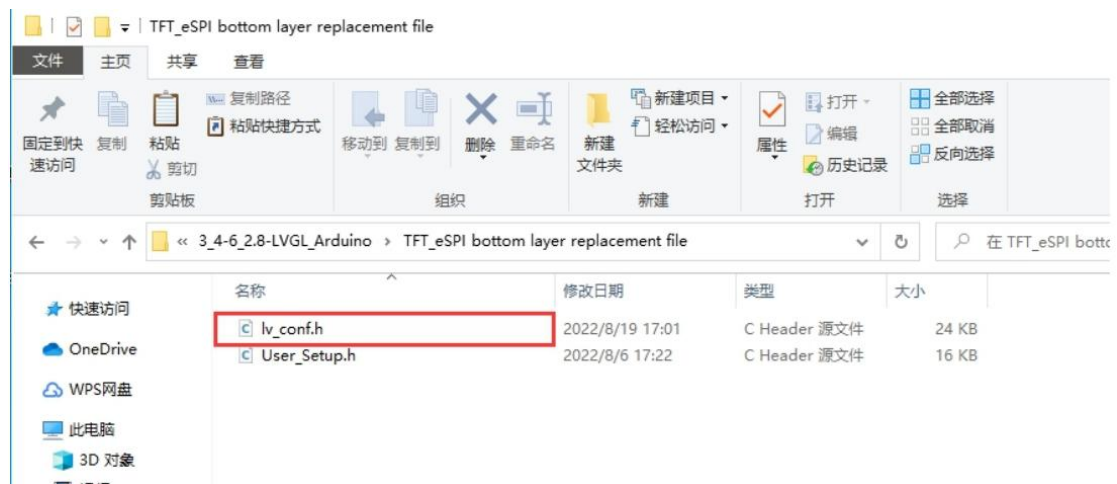 TFT_eSPI bottom layer replacement file
文件 主页 共享 查看
固定到快速访问 复制 粘贴 复制路径 粘贴快捷方式 剪切 移动到 复制到 删除 重命名 新建文件夹 新建项目 轻松访问 属性 打开 编辑 历史记录 全部选择 全部取消 反向选择
剪贴板 组织 新建 打开 选择
« 3_4-6_2.8-LVGL_Arduino › TFT_eSPI bottom layer replacement file 在 TFT_eSPI
名称 修改日期 类型 大小
快速访问
lv_conf.h 2022/8/19 17:01 C Header 源文件 24 KB
OneDrive
User_Setup.h 2022/8/6 17:22 C Header 源文件 16 KB
WPS网盘
此电脑
3D 对象